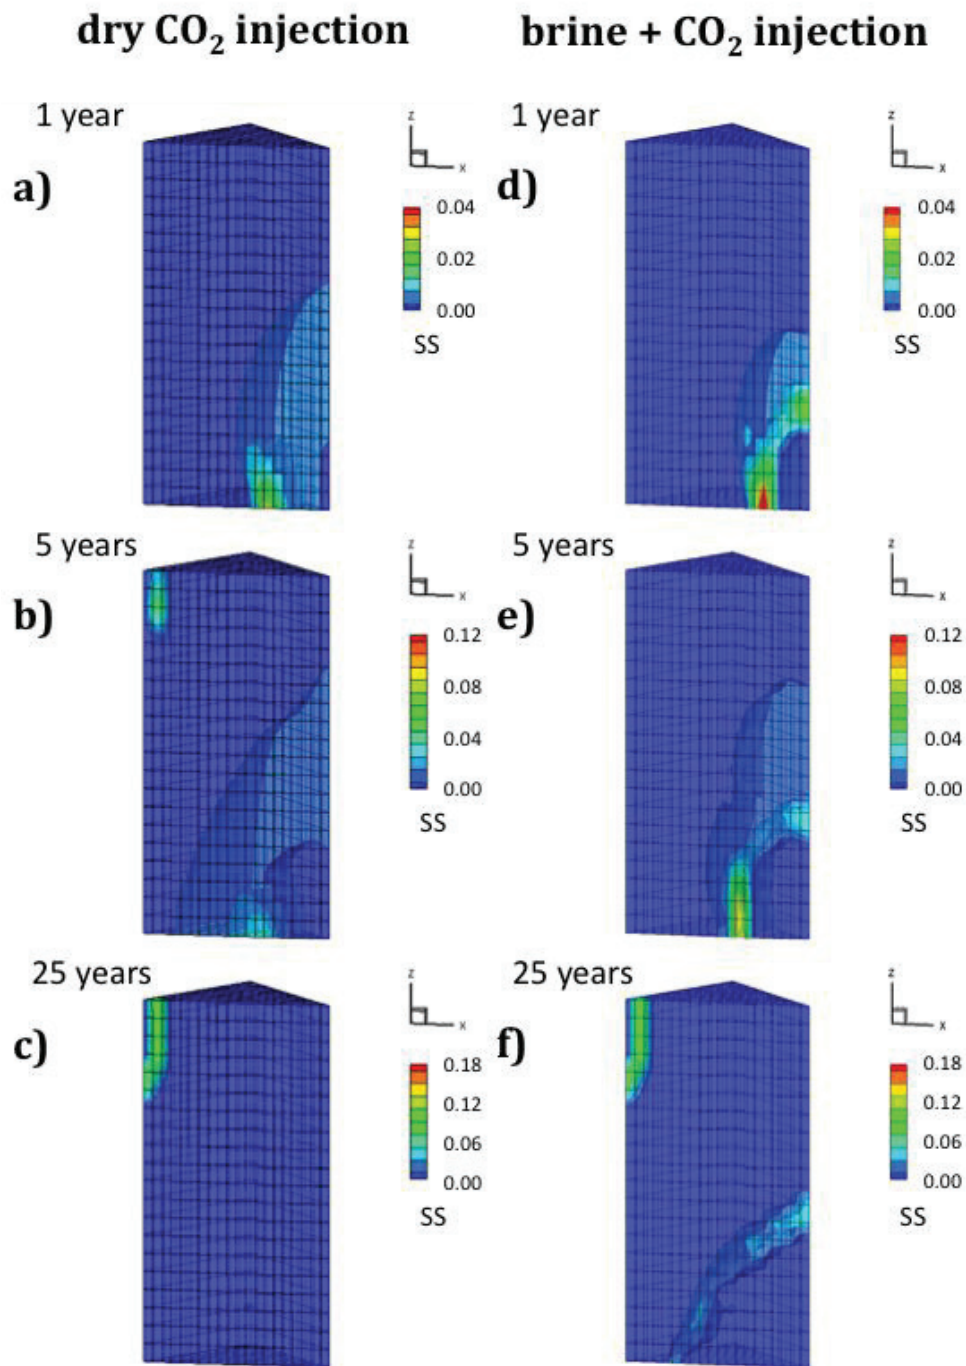 dry CO₂ injection
brine + CO₂ injection
1 year
a)
z
x
0.04
0.02
0.00
SS
1 year
d)
z
x
0.04
0.02
0.00
SS
5 years
b)
z
x
0.12
0.08
0.04
0.00
SS
5 years
e)
z
x
0.12
0.08
0.04
0.00
SS
25 years
c)
z
x
0.18
0.12
0.06
0.00
SS
25 years
f)
z
x
0.18
0.12
0.06
0.00
SS